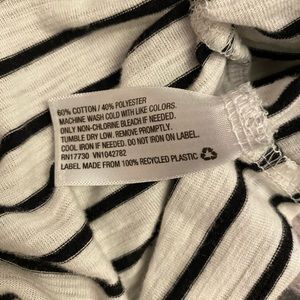 60% COTTON / 40% POLYESTER
MACHINE WASH COLD WITH LIKE COLORS.
ONLY NON-CHLORINE BLEACH IF NEEDED.
TUMBLE DRY LOW. REMOVE PROMPTLY.
COOL IRON IF NEEDED. DO NOT IRON ON LABEL.
RN17730 VN1042782
LABEL MADE FROM 100% RECYCLED PLASTIC